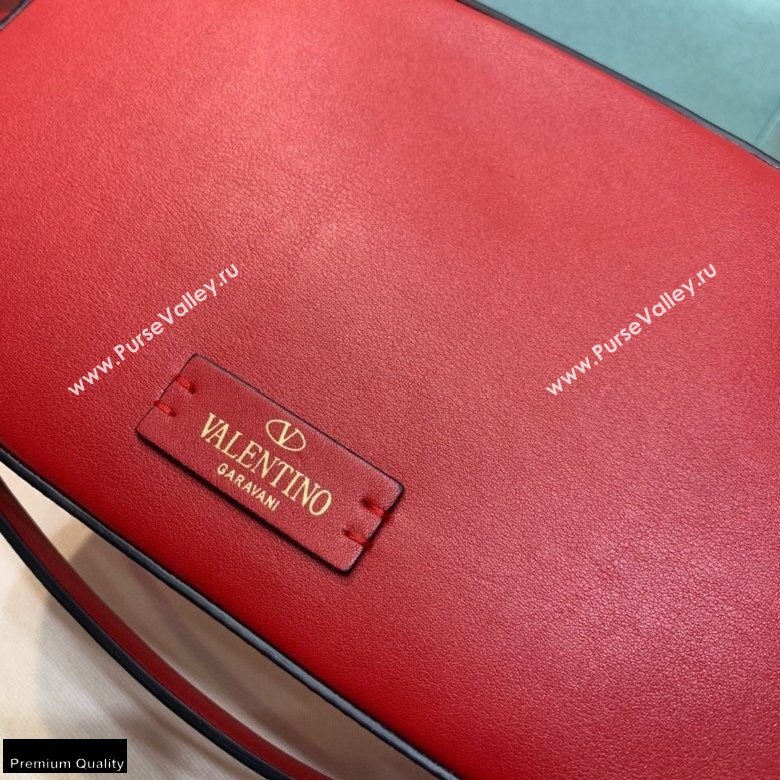 www.PurseValley.ru
www.PurseValley.ru
V
VALENTINO
GARAVANI
Premium Quality